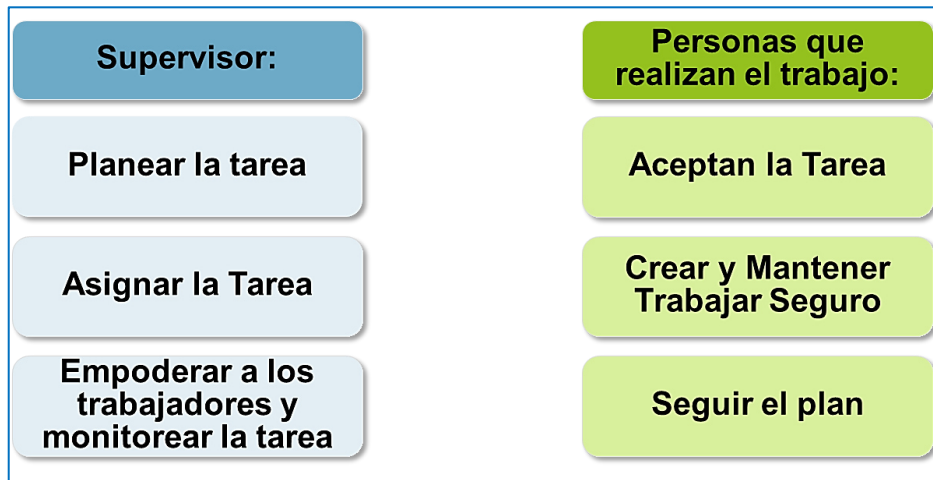 Supervisor:
Planear la tarea
Asignar la Tarea
Empoderar a los
trabajadores y
monitorear la tarea
Personas que
realizan el trabajo:
Aceptan la Tarea
Crear y Mantener
Trabajar Seguro
Seguir el plan